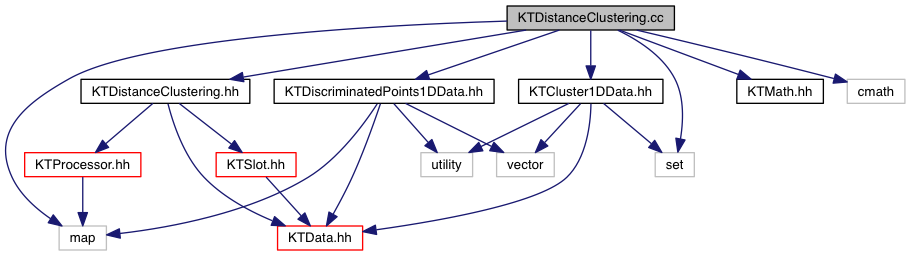 KTDistanceClustering.cc
KTDistanceClustering.hh
KTDiscriminatedPoints1DData.hh
KTCluster1DData.hh
KTMath.hh
cmath
KTProcessor.hh
KTSlot.hh
utility
vector
set
map
KTData.hh